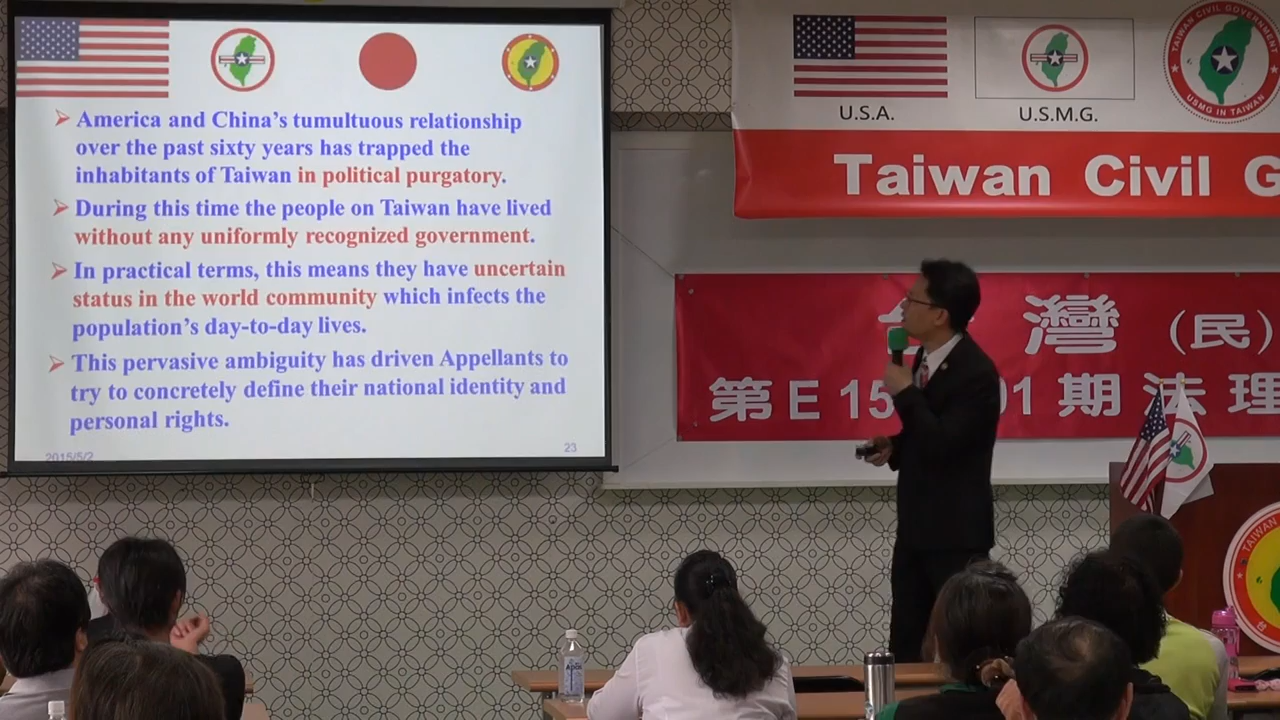 America and China's tumultuous relationship
over the past sixty years has trapped the
inhabitants of Taiwan in political purgatory.
During this time the people on Taiwan have lived
without any uniformly recognized government.
In practical terms, this means they have uncertain
status in the world community which infects the
population's day-to-day lives.
This pervasive ambiguity has driven Appellants to
try to concretely define their national identity and
personal rights.
2015/5/2
23
TAIWAN CIVIL GOVERNMENT
USMG IN TAIWAN
U.S.A.
U.S.M.G.
Taiwan Civil G
灣 (民)
第E15 01期法理